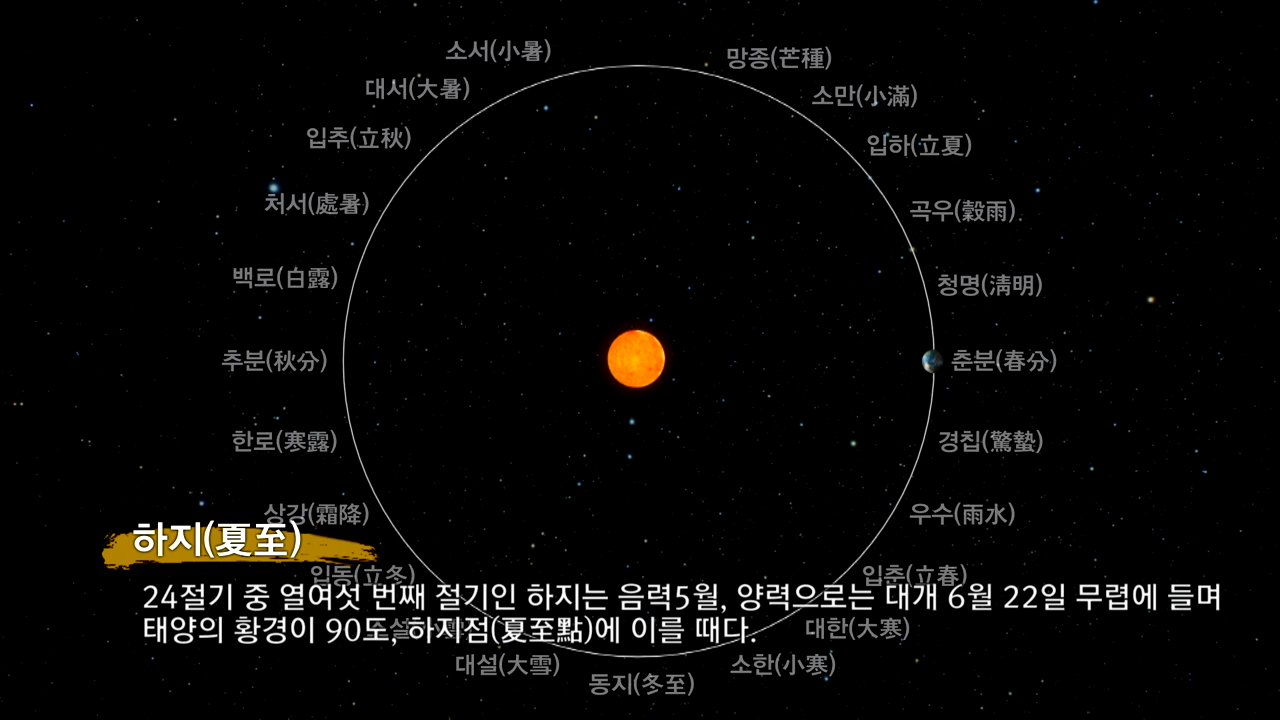 소서(小暑)
망종(芒種)
대서(大暑)
소만(小滿)
입추(立秋)
입하(立夏)
처서(處暑)
곡우(穀雨)
백로(白露)
청명(淸明)
추분(秋分)
춘분(春分)
한로(寒露)
경칩(驚蟄)
상강(霜降)
우수(雨水)
하지(夏至)
입동(立冬)
입춘(立春)
24절기 중 열여섯 번째 절기인 하지는 음력5월, 양력으로는 대개 6월 22일 무렵에 들며
태양의 황경이 90도, 하지점(夏至點)에 이를 때다.
대한(大寒)
대설(大雪)
소한(小寒)
동지(冬至)